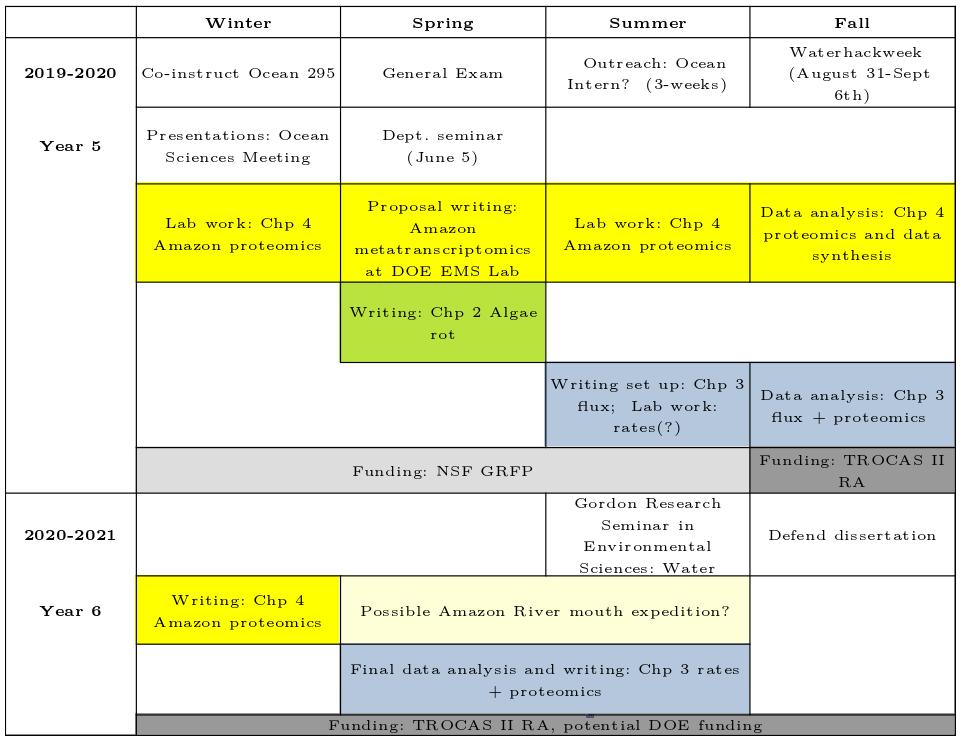 Winter Spring Summer Fall
2019-2020
Co-instruct Ocean 295
General Exam
Outreach: Ocean
Intern? (3-weeks)
Waterhackweek
(August 31-Sept
6th)
Year 5
Presentations: Ocean
Sciences Meeting
Dept. seminar
(June 5)
Lab work: Chp 4
Amazon proteomics
Proposal writing:
Amazon
metatranscriptomics
at DOE EMS Lab
Lab work: Chp 4
Amazon proteomics
Data analysis: Chp 4
proteomics and data
synthesis
Writing: Chp 2 Algae
rot
Writing set up: Chp 3
flux; Lab work:
rates(?)
Data analysis: Chp 3
flux + proteomics
Funding: NSF GRFP
Funding: TROCAS II
RA
2020-2021
Gordon Research
Seminar in
Environmental
Sciences: Water
Defend dissertation
Year 6
Writing: Chp 4
Amazon proteomics
Possible Amazon River mouth expedition?
Final data analysis and writing: Chp 3 rates
+ proteomics
Funding: TROCAS II RA, potential DOE funding